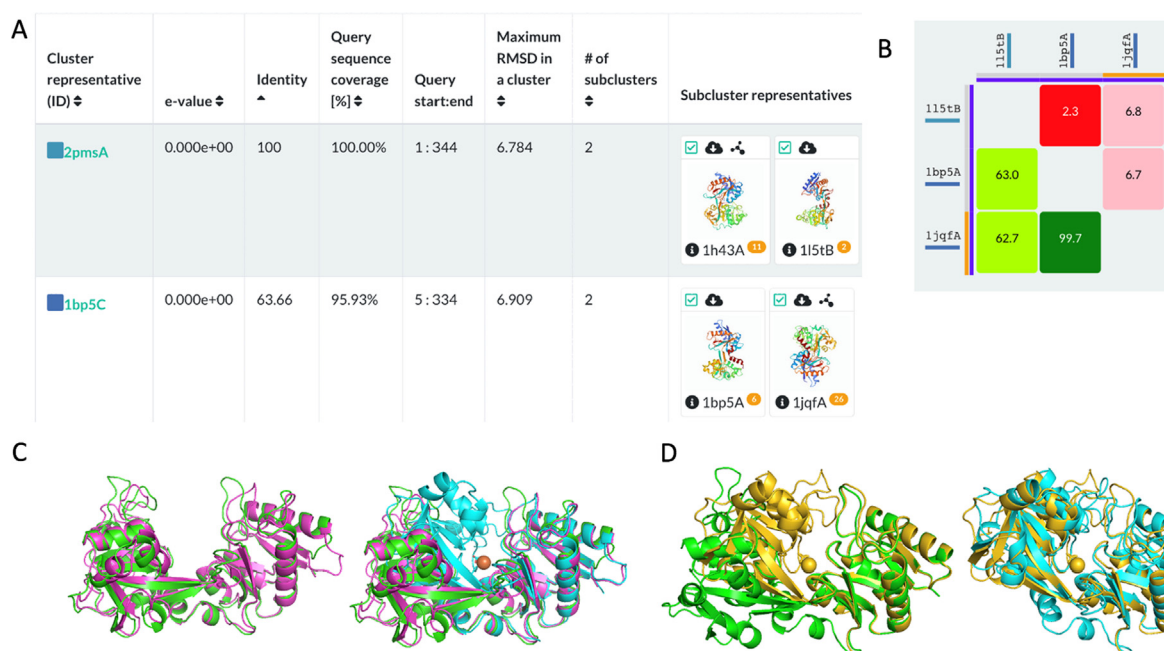 A
Cluster
representative
(ID)
e-value
Identity
Query
sequence
coverage
[%]
Query
start:end
Maximum
RMSD in
a cluster
# of
subclusters
Subcluster representatives
2pmsA
0.000e+00
100
100.00%
1 : 344
6.784
2
1h43A 11
1l5tB 2
1bp5C
0.000e+00
63.66
95.93%
5 : 334
6.909
2
1bp5A 6
1jqfA 26
B
1l5tB
1bp5A
1jqfA
1l5tB
2.3
6.8
1bp5A
63.0
6.7
1jqfA
62.7
99.7
C
D